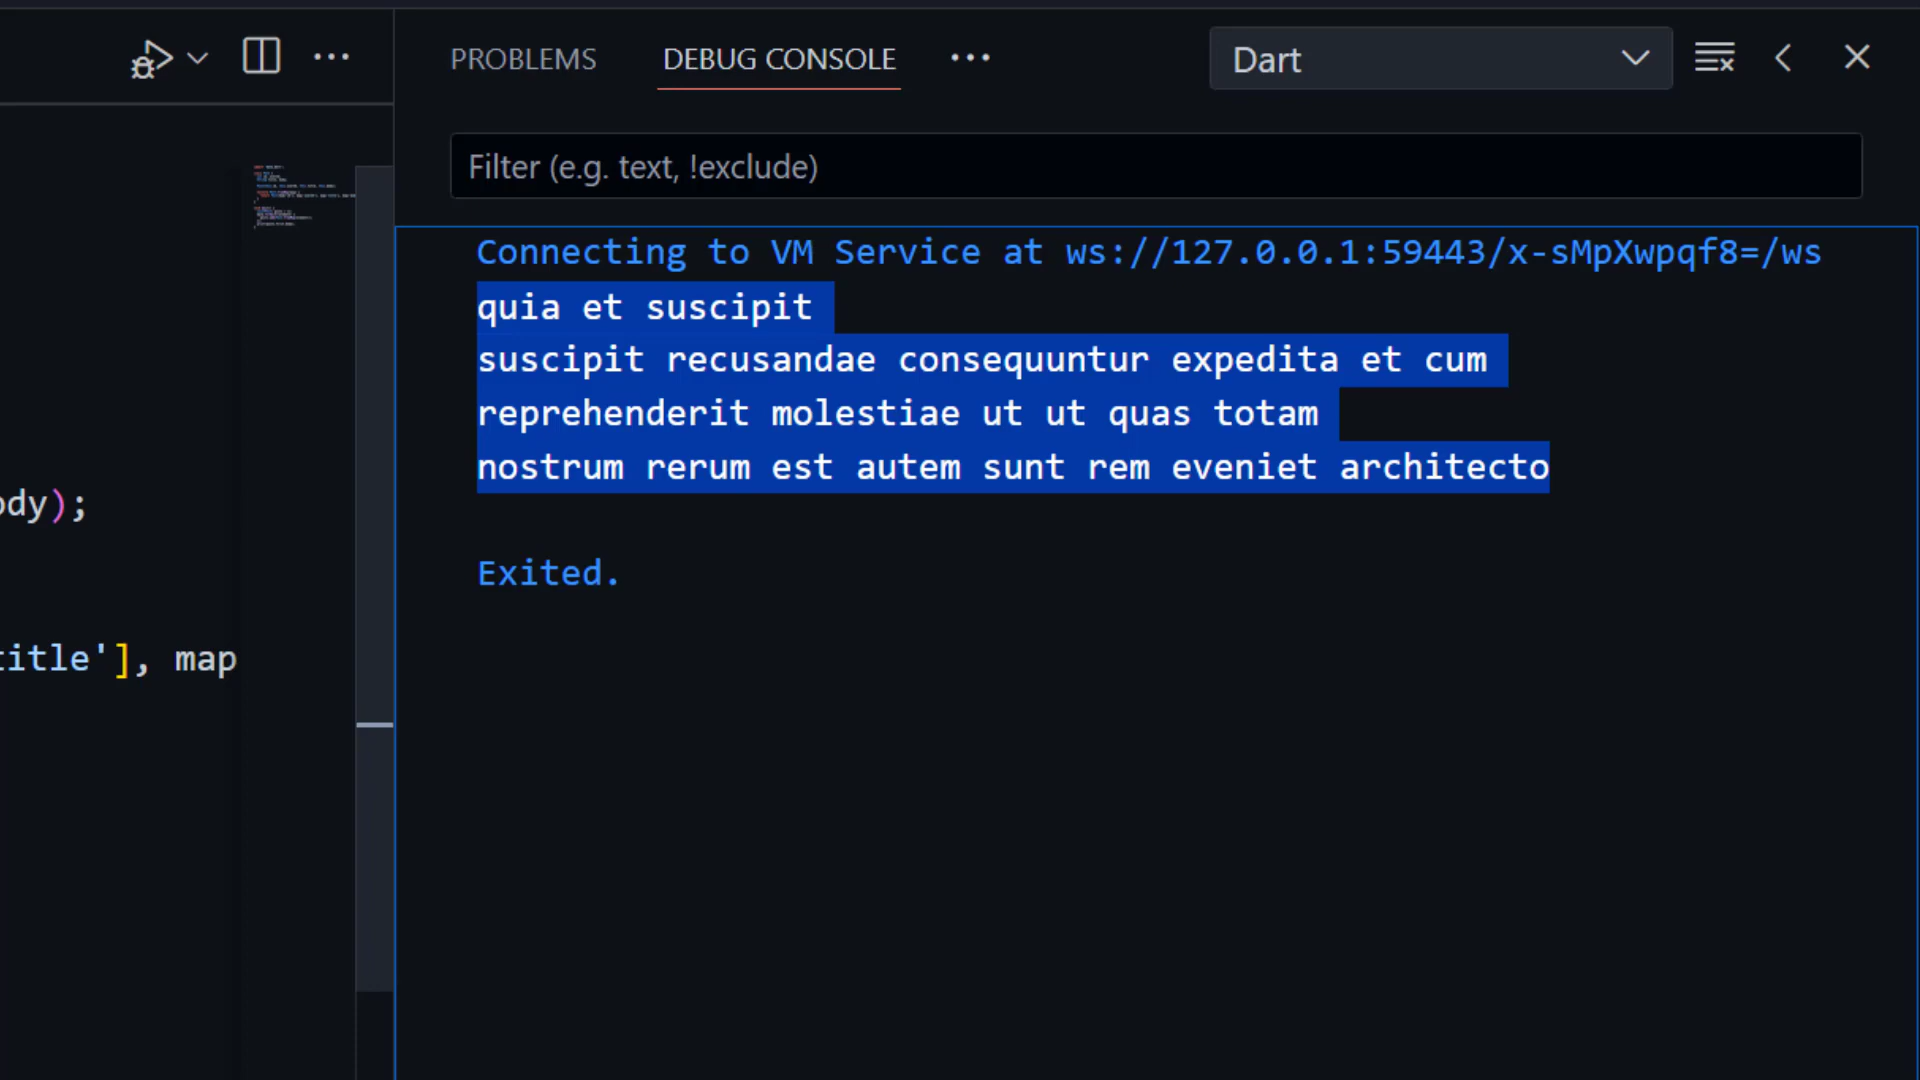 PROBLEMS DEBUG CONSOLE Dart
Filter (e.g. text, !exclude)
Connecting to VM Service at ws://127.0.0.1:59443/x-sMpXwpqf8=/ws
quia et suscipit
suscipit recusandae consequuntur expedita et cum
reprehenderit molestiae ut ut quas totam
nostrum rerum est autem sunt rem eveniet architecto
ody);
Exited.
title'], map